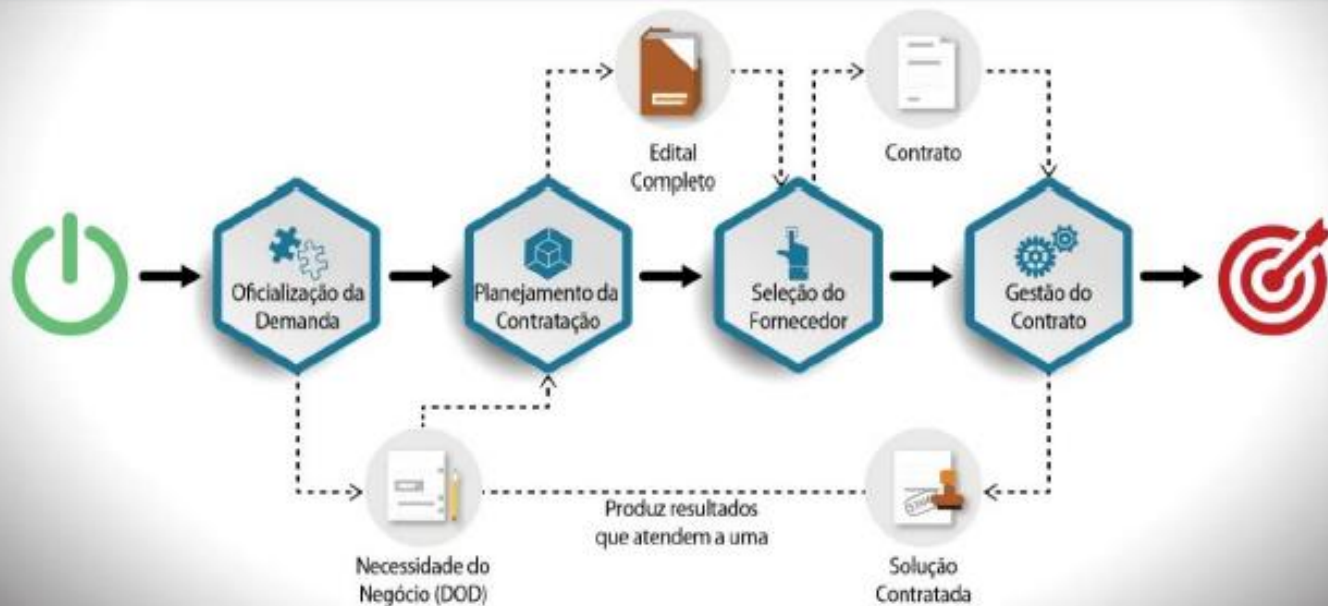 Edital
Completo
Contrato
Oficialização da
Demanda
Planejamento da
Contratação
Seleção do
Fornecedor
Gestão do
Contrato
Produz resultados
que atendem a uma
Necessidade do
Negócio (DOD)
Solução
Contratada